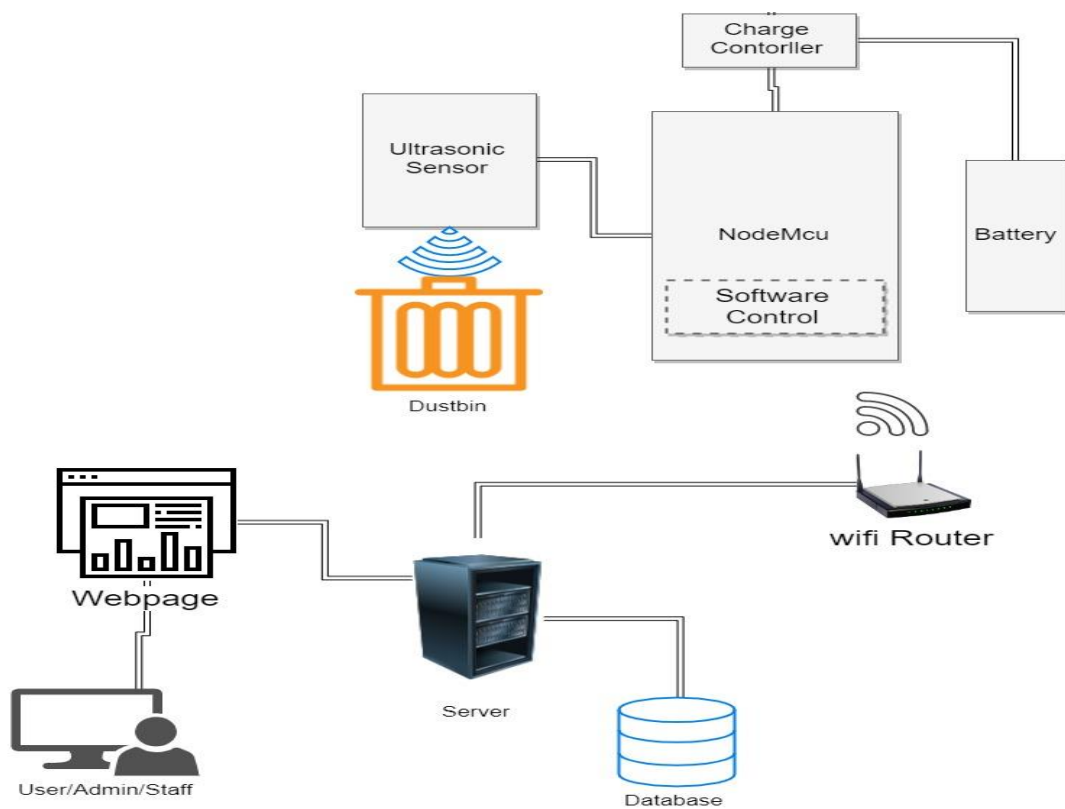 Charge
Contorller
Ultrasonic
Sensor
NodeMcu
Battery
Software
Control
Dustbin
wifi Router
Webpage
Server
User/Admin/Staff
Database